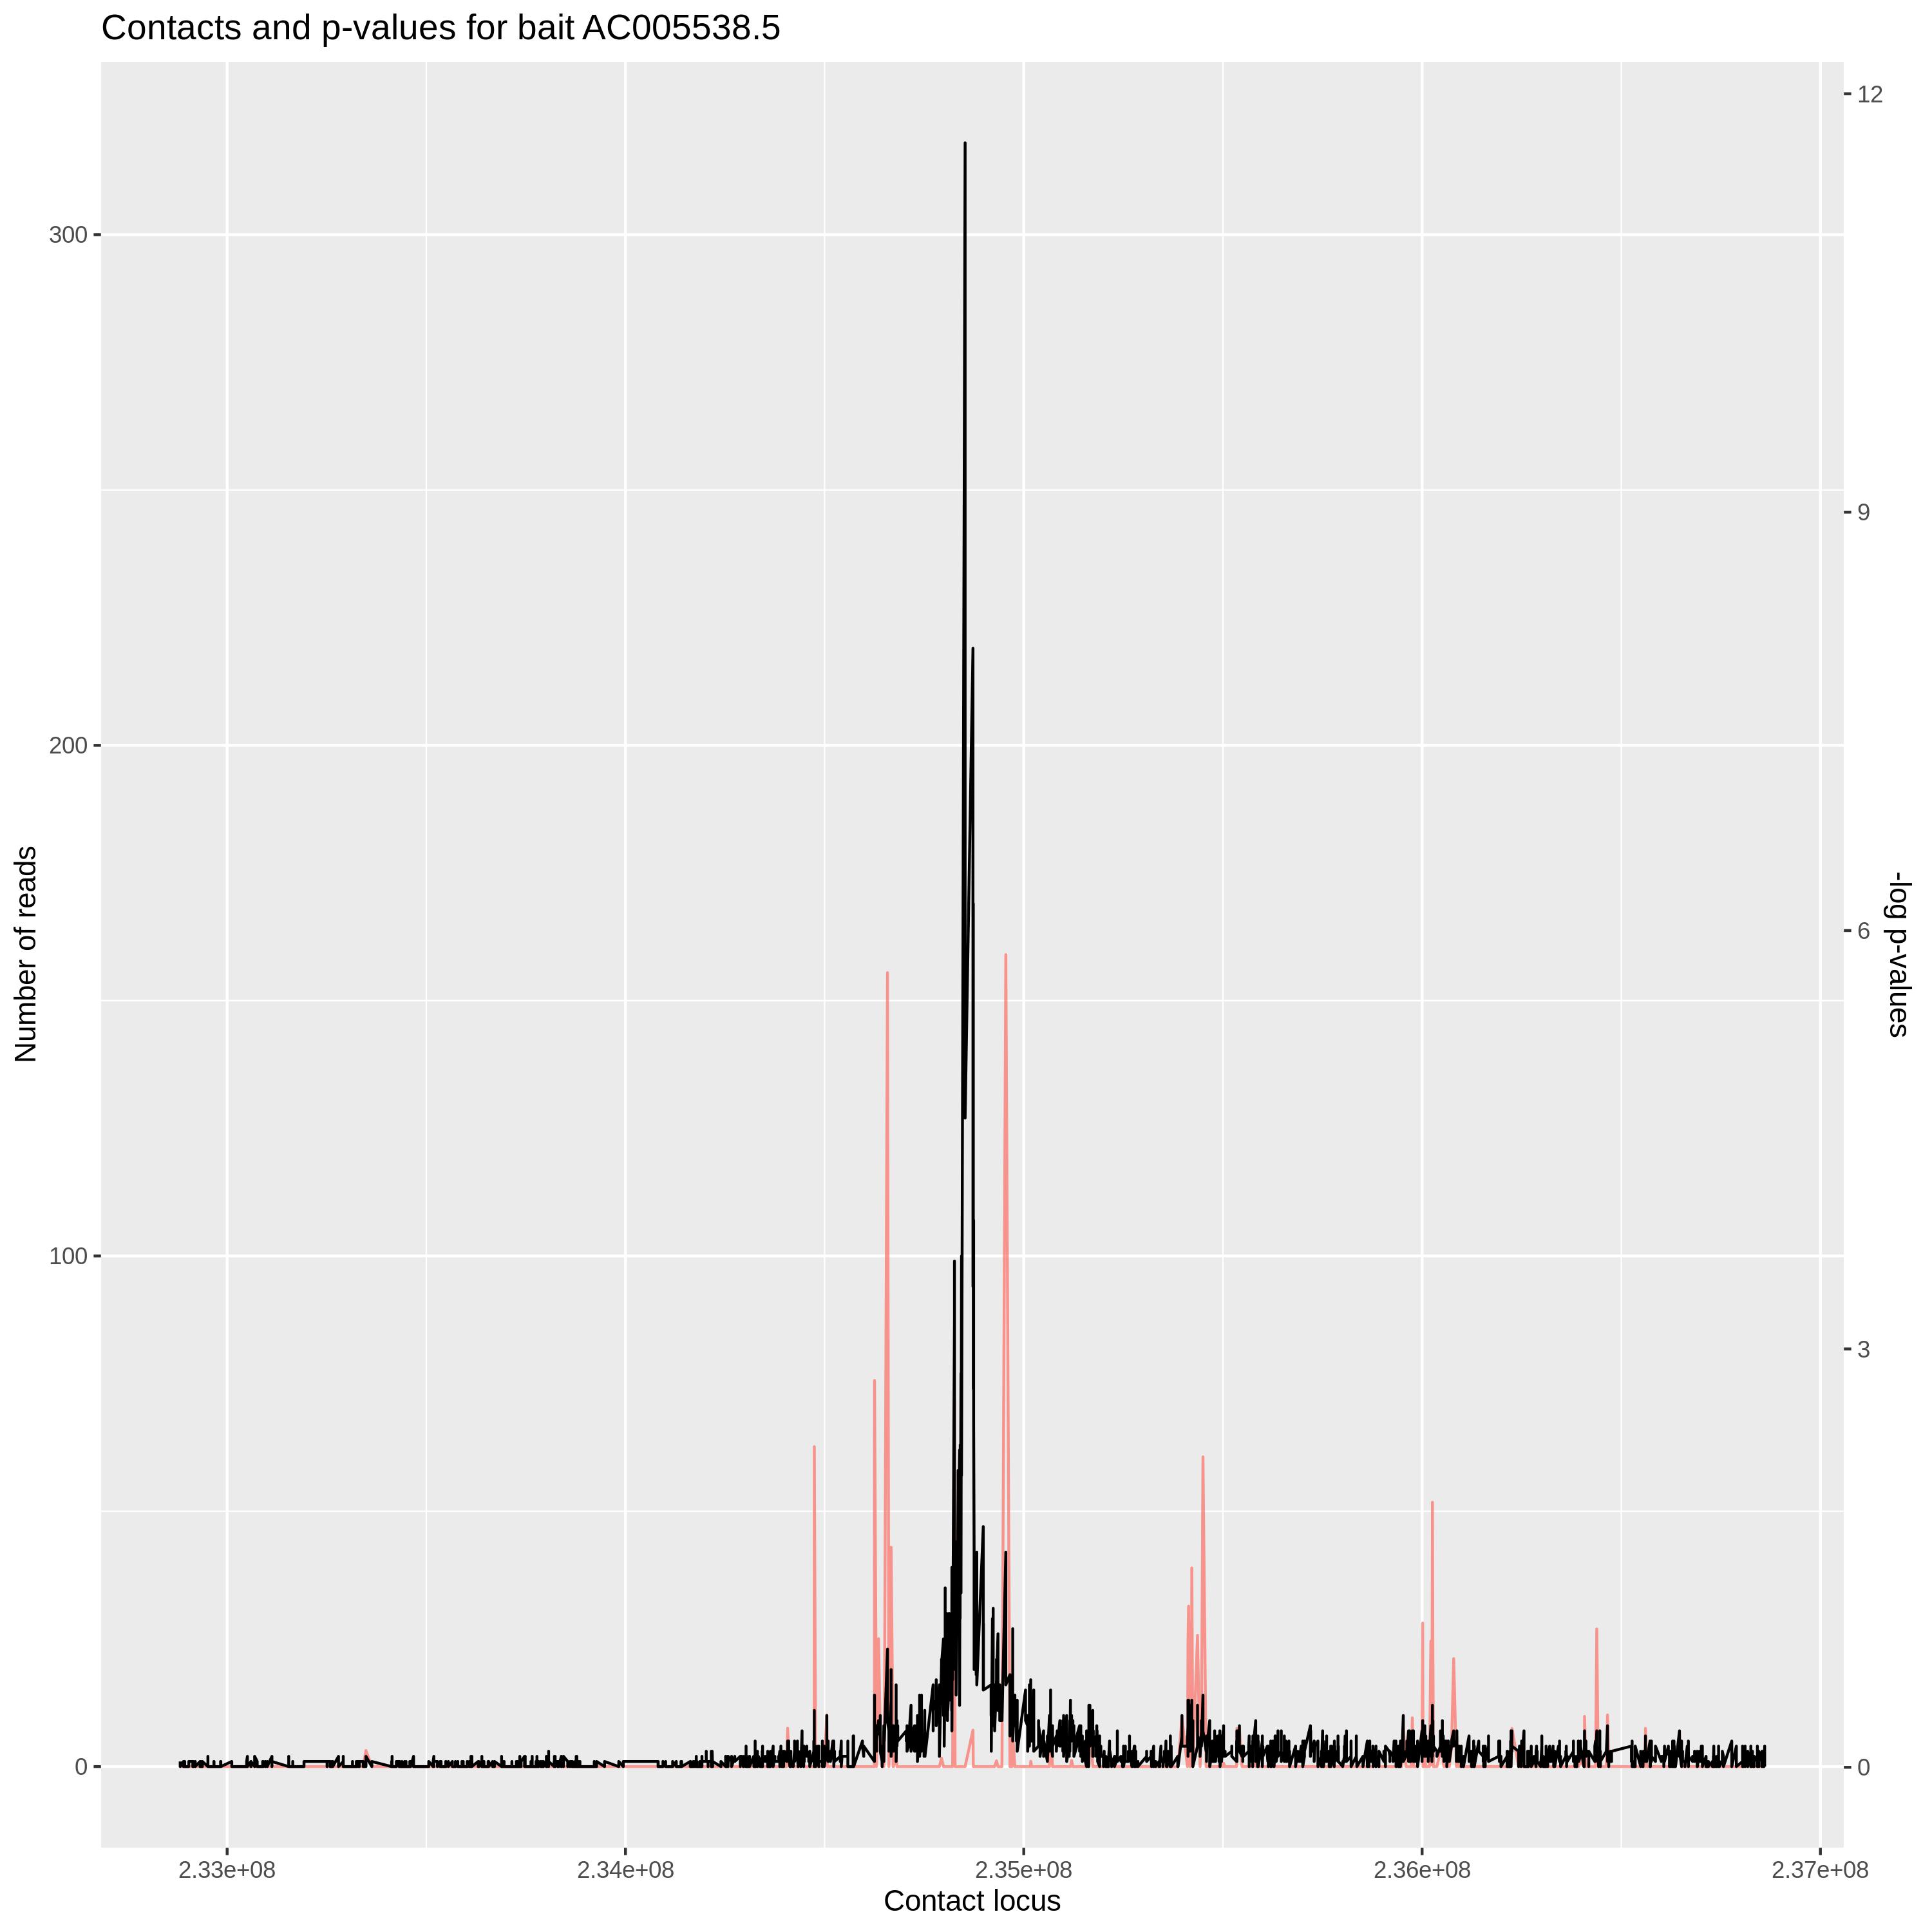 Contacts and p-values for bait AC005538.5
12
300
9
200
Number of reads
6
-log p-values
100
3
0
0
2.33e+08
2.34e+08
2.35e+08
2.36e+08
2.37e+08
Contact locus